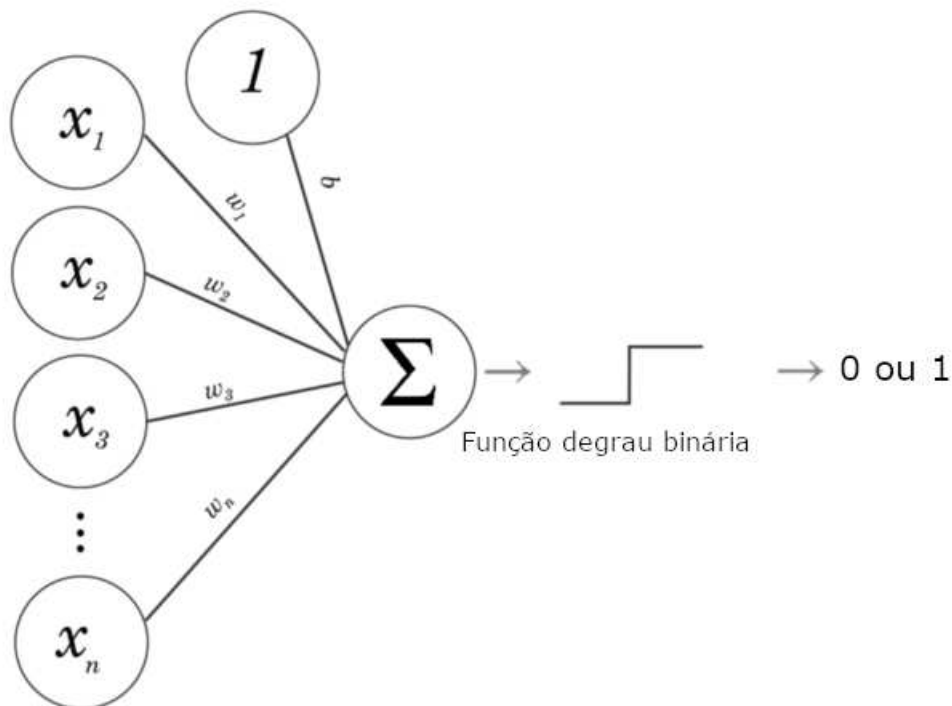 1
x₁
b
w₁
x₂
w₂
Σ
0 ou 1
w₃
x₃
Função degrau binária
wₙ
⋮
xₙ